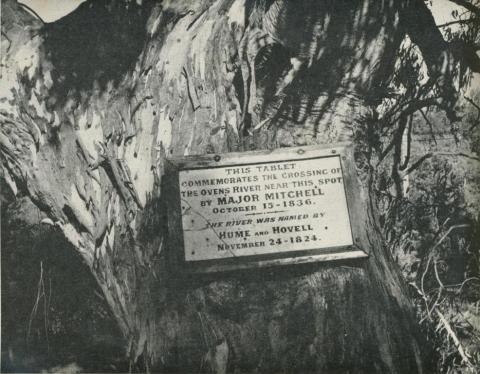 THIS TABLET
COMMEMORATES THE CROSSING OF
THE OVENS RIVER NEAR THIS SPOT
BY MAJOR MITCHELL
OCTOBER 15-1836.
THE RIVER WAS NAMED BY
HUME AND HOVELL
NOVEMBER 24-1824.